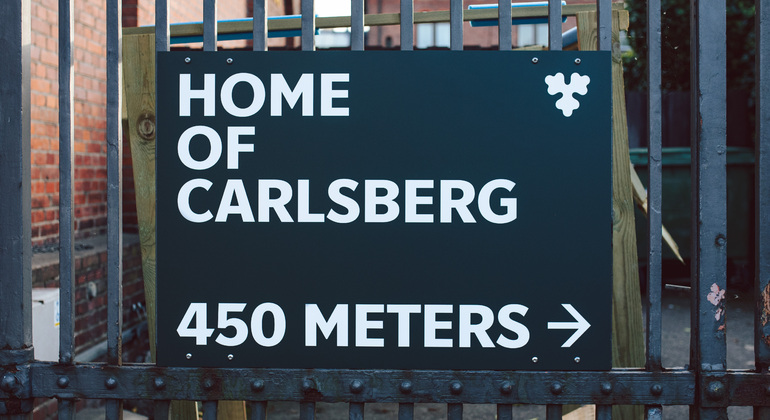 HOME
OF
CARLSBERG
450 METERS →